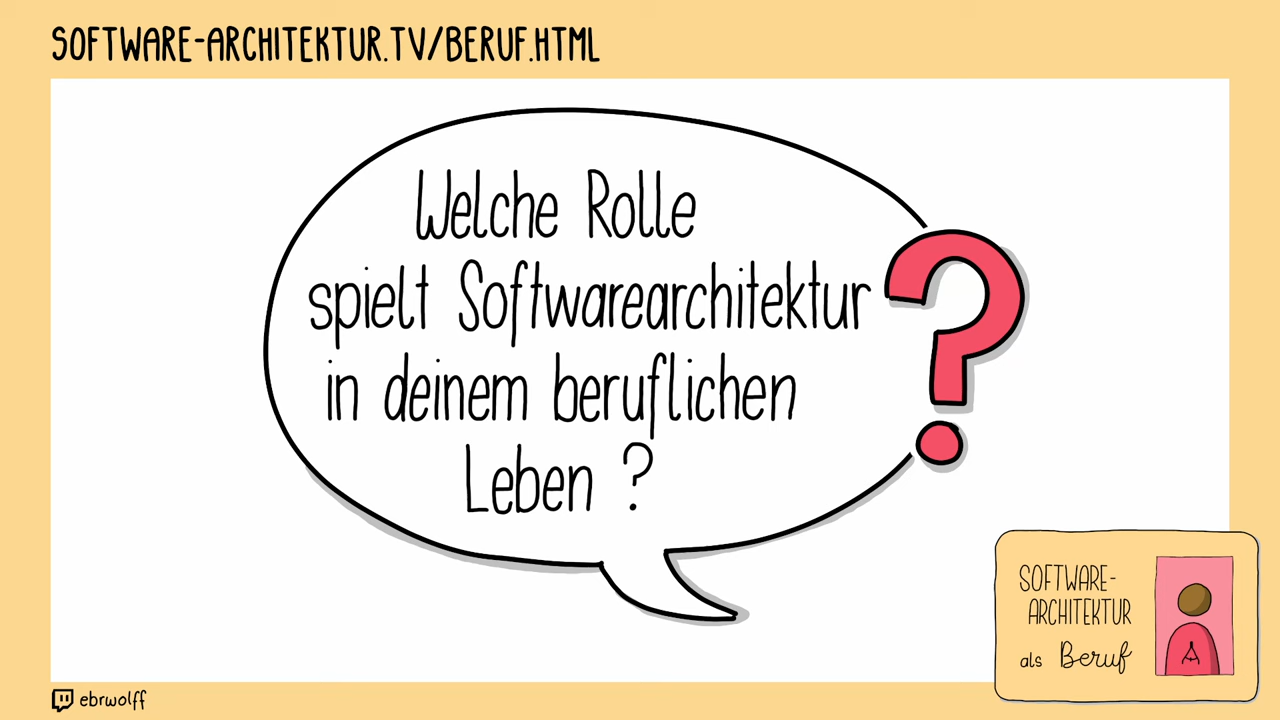 SOFTWARE-ARCHITEKTUR.TV/BERUF.HTML
Welche Rolle
spielt Softwarearchitektur
in deinem beruflichen
Leben ?
?
SOFTWARE-
ARCHITEKTUR
als Beruf
ebrwolff